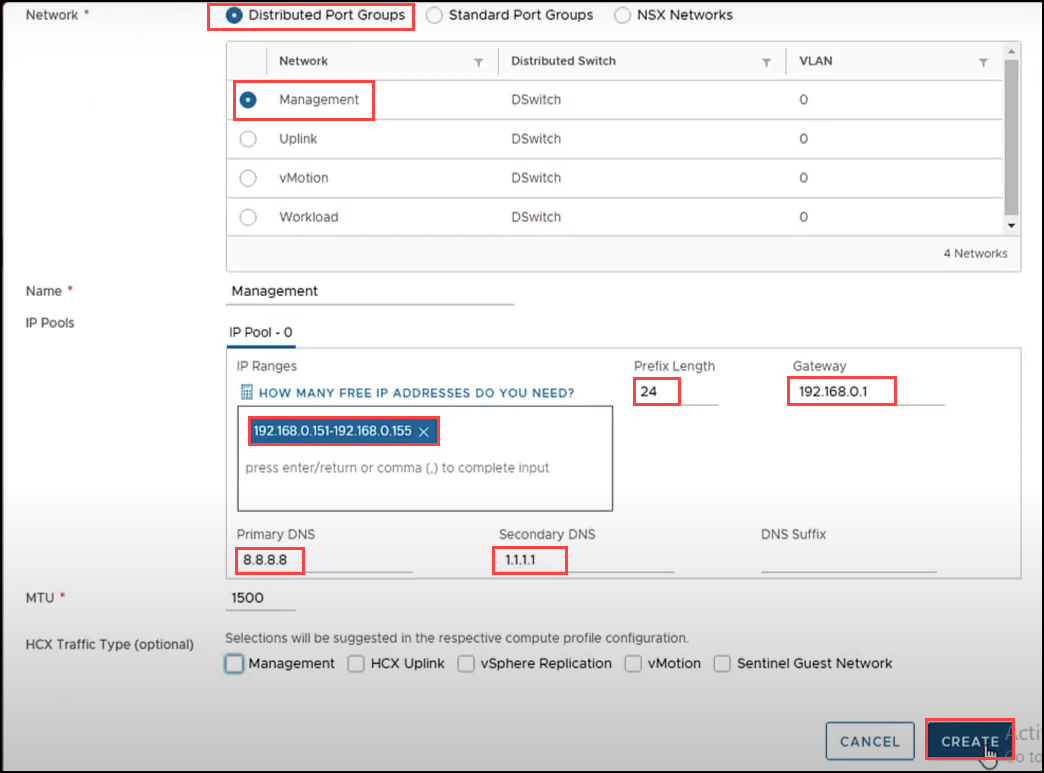 Network *
Distributed Port Groups Standard Port Groups NSX Networks
Network Distributed Switch VLAN
Management DSwitch 0
Uplink DSwitch 0
vMotion DSwitch 0
Workload DSwitch 0
4 Networks
Name * Management
IP Pools
IP Pool - 0
IP Ranges Prefix Length Gateway
HOW MANY FREE IP ADDRESSES DO YOU NEED? 24 192.168.0.1
192.168.0.151-192.168.0.155 ×
press enter/return or comma (,) to complete input
Primary DNS Secondary DNS DNS Suffix
8.8.8.8 1.1.1.1
MTU * 1500
HCX Traffic Type (optional) Selections will be suggested in the respective compute profile configuration.
Management HCX Uplink vSphere Replication vMotion Sentinel Guest Network
CANCEL CREATE Acti
Go to